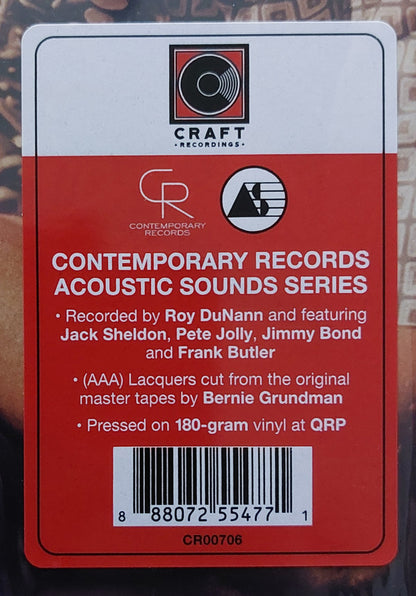 CRAFT
• RECORDINGS •
CR
AS
CONTEMPORARY
RECORDS
CONTEMPORARY RECORDS
ACOUSTIC SOUNDS SERIES
• Recorded by Roy DuNann and featuring
Jack Sheldon, Pete Jolly, Jimmy Bond
and Frank Butler
• (AAA) Lacquers cut from the original
master tapes by Bernie Grundman
• Pressed on 180-gram vinyl at QRP
8 88072 55477 1
CR00706